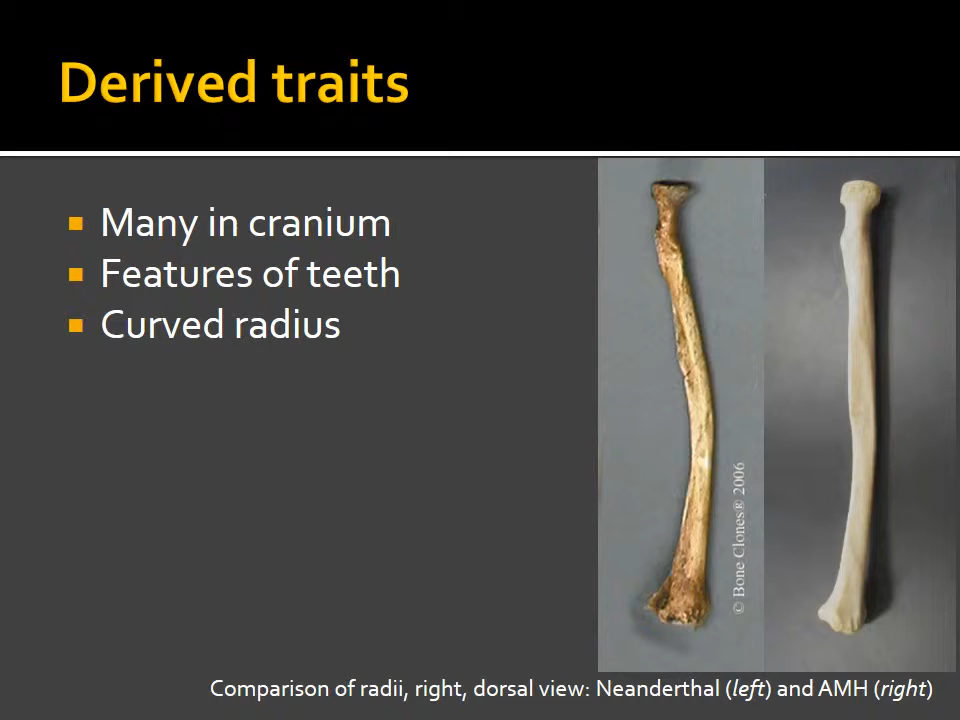 Derived traits
Many in cranium
Features of teeth
Curved radius
© Bone Clones® 2006
Comparison of radii, right, dorsal view: Neanderthal (left) and AMH (right)